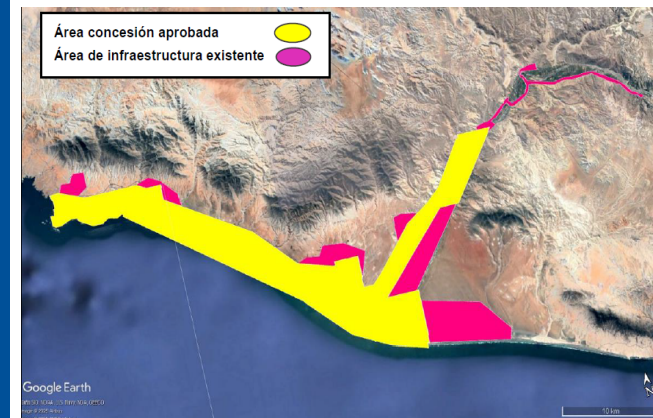 Área concesión aprobada
Área de infraestructura existente
Google Earth
N
10 km